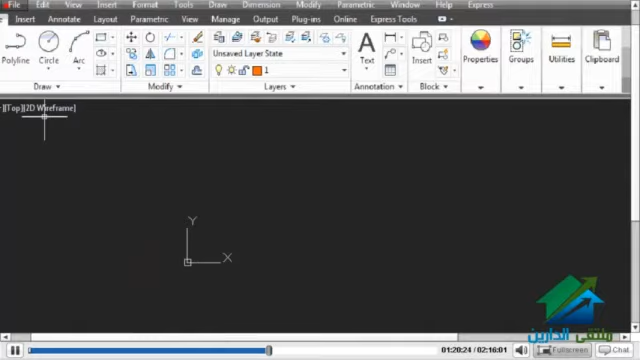 File Edit View Insert Format Tools Draw Dimension Modify Parametric Window Help Express
Insert Annotate Layout Parametric View Manage Output Plug-ins Online Express Tools
Polyline Circle Arc
Unsaved Layer State
1
Text
Insert
Properties
Groups
Utilities
Draw
Modify
Layers
Annotation
Block
][Top][2D Wireframe]
Y
X
ملتقى الدارين
01:20:24 / 02:16:01
Fullscreen
Chat